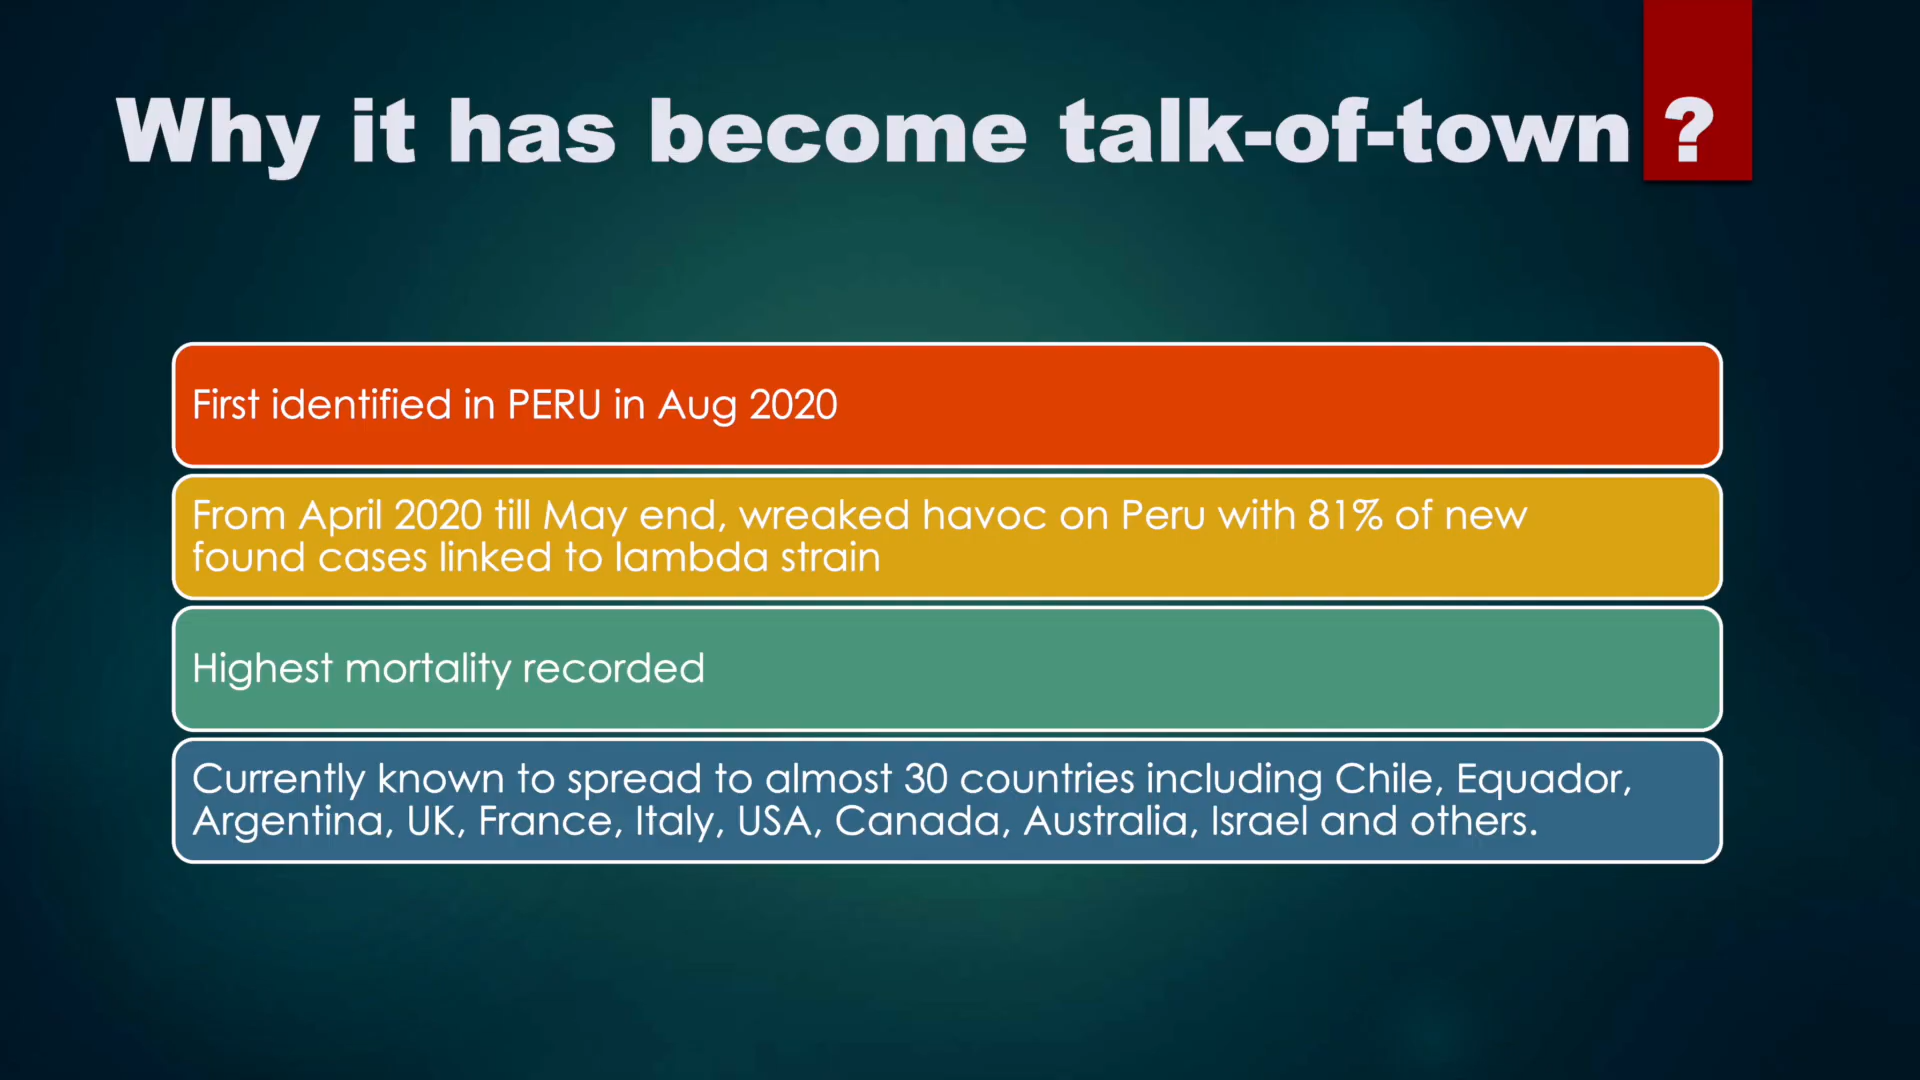 Why it has become talk-of-town ?
First identified in PERU in Aug 2020
From April 2020 till May end, wreaked havoc on Peru with 81% of new
found cases linked to lambda strain
Highest mortality recorded
Currently known to spread to almost 30 countries including Chile, Equador,
Argentina, UK, France, Italy, USA, Canada, Australia, Israel and others.